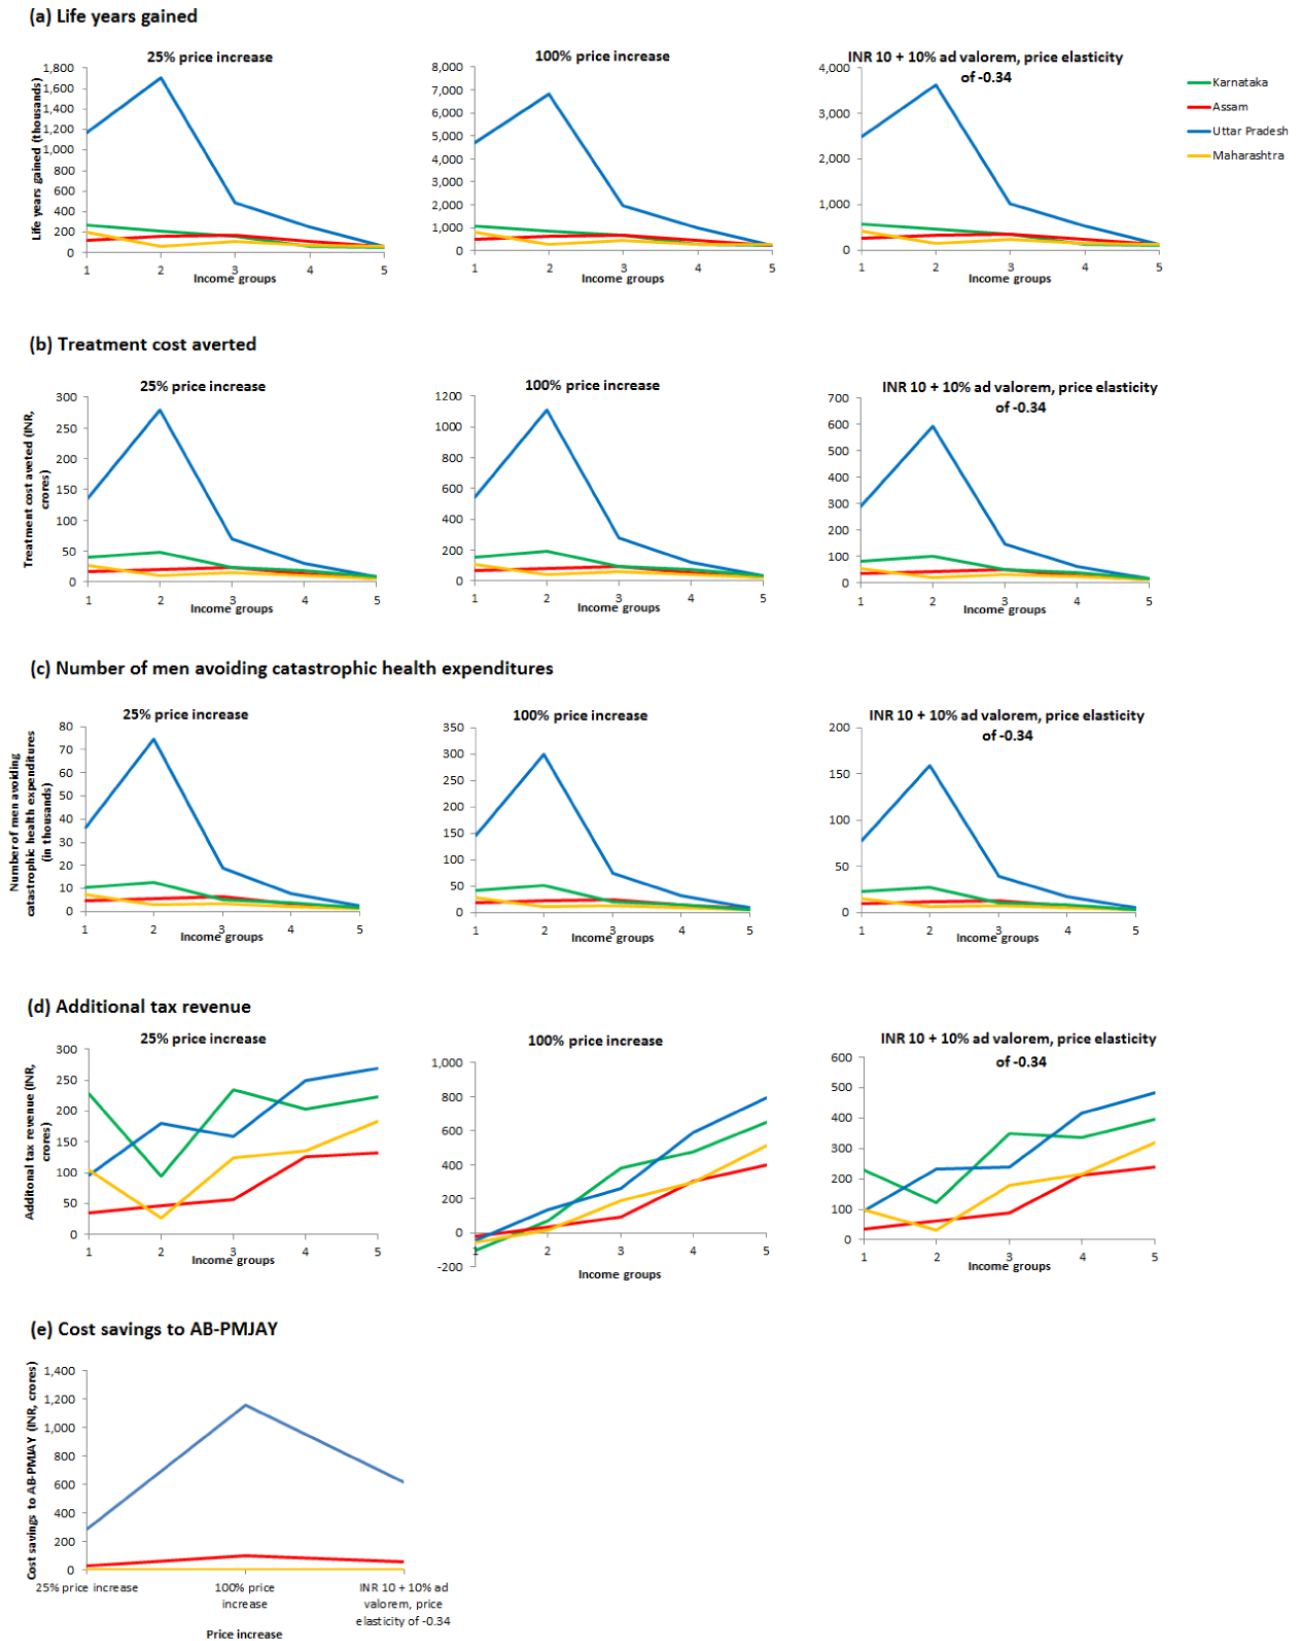 (a) Life years gained
25% price increase
100% price increase
INR 10 + 10% ad valorem, price elasticity
of -0.34
Life years gained (thousands)
1,800
1,600
1,400
1,200
1,000
800
600
400
200
0
1 2 3 4 5
Income groups
8,000
7,000
6,000
5,000
4,000
3,000
2,000
1,000
0
1 2 3 4 5
Income groups
4,000
3,000
2,000
1,000
0
1 2 3 4 5
Income groups
Karnataka
Assam
Uttar Pradesh
Maharashtra
(b) Treatment cost averted
25% price increase
100% price increase
INR 10 + 10% ad valorem, price elasticity
of -0.34
Treatment cost aveted (INR,
crores)
300
250
200
150
100
50
0
1 2 3 4 5
Income groups
1200
1000
800
600
400
200
0
1 2 3 4 5
Income groups
700
600
500
400
300
200
100
0
1 2 3 4 5
Income groups
(c) Number of men avoiding catastrophic health expenditures
25% price increase
100% price increase
INR 10 + 10% ad valorem, price elasticity
of -0.34
Number of men avoiding
catastrophic health expenditures
(in thousands)
80
70
60
50
40
30
20
10
0
1 2 3 4 5
Income groups
350
300
250
200
150
100
50
0
1 2 3 4 5
Income groups
200
150
100
50
0
1 2 3 4 5
Income groups
(d) Additional tax revenue
25% price increase
100% price increase
INR 10 + 10% ad valorem, price elasticity
of -0.34
Additonal tax revenue (INR,
crores)
300
250
200
150
100
50
0
1 2 3 4 5
Income groups
1,000
800
600
400
200
0
-200
1 2 3 4 5
Income groups
600
500
400
300
200
100
0
1 2 3 4 5
Income groups
(e) Cost savings to AB-PMJAY
Cost savings to AB-PMJAY (INR, crores)
1,400
1,200
1,000
800
600
400
200
0
25% price increase
100% price
increase
INR 10 + 10% ad
valorem, price
elasticity of -0.34
Price increase